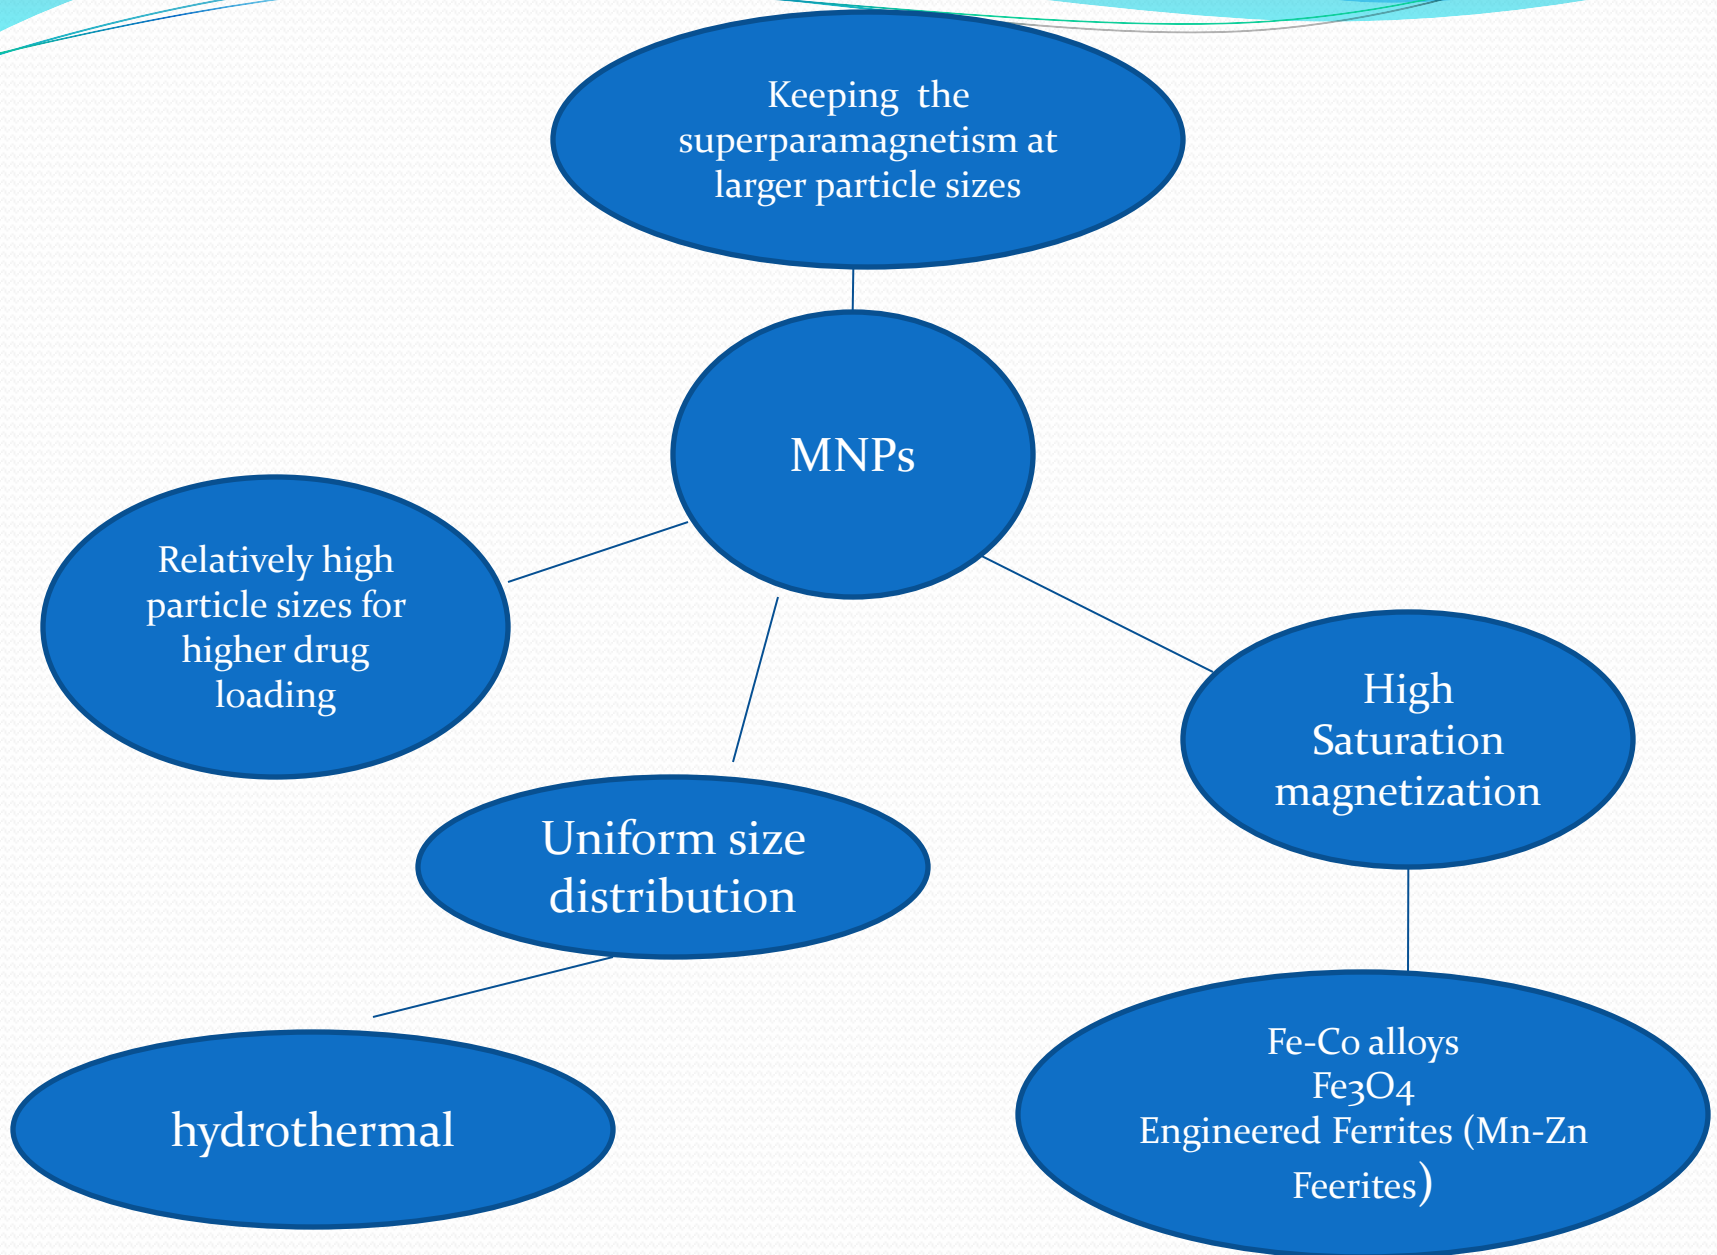 Keeping the
superparamagnetism at
larger particle sizes
MNPs
Relatively high
particle sizes for
higher drug
loading
High
Saturation
magnetization
Uniform size
distribution
hydrothermal
Fe-Co alloys
Fe3O4
Engineered Ferrites (Mn-Zn
Feerites)